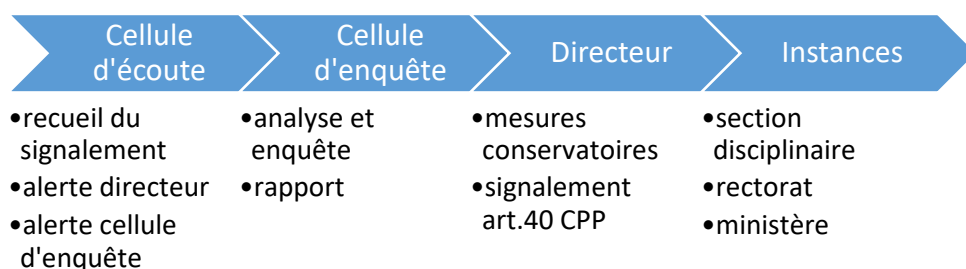 Cellule
d'écoute
•recueil du
signalement
•alerte directeur
•alerte cellule
d'enquête
Cellule
d'enquête
•analyse et
enquête
•rapport
Directeur
•mesures
conservatoires
•signalement
art.40 CPP
Instances
•section
disciplinaire
•rectorat
•ministère